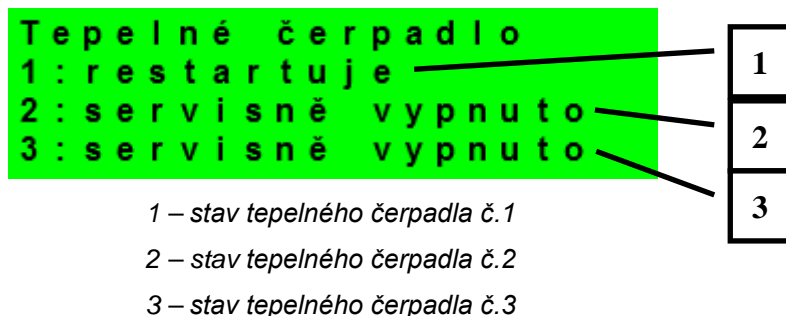 Tepelné čerpadlo
1:restartuje
2:servisně vypnuto
3:servisně vypnuto
1
2
3
1 – stav tepelného čerpadla č.1
2 – stav tepelného čerpadla č.2
3 – stav tepelného čerpadla č.3